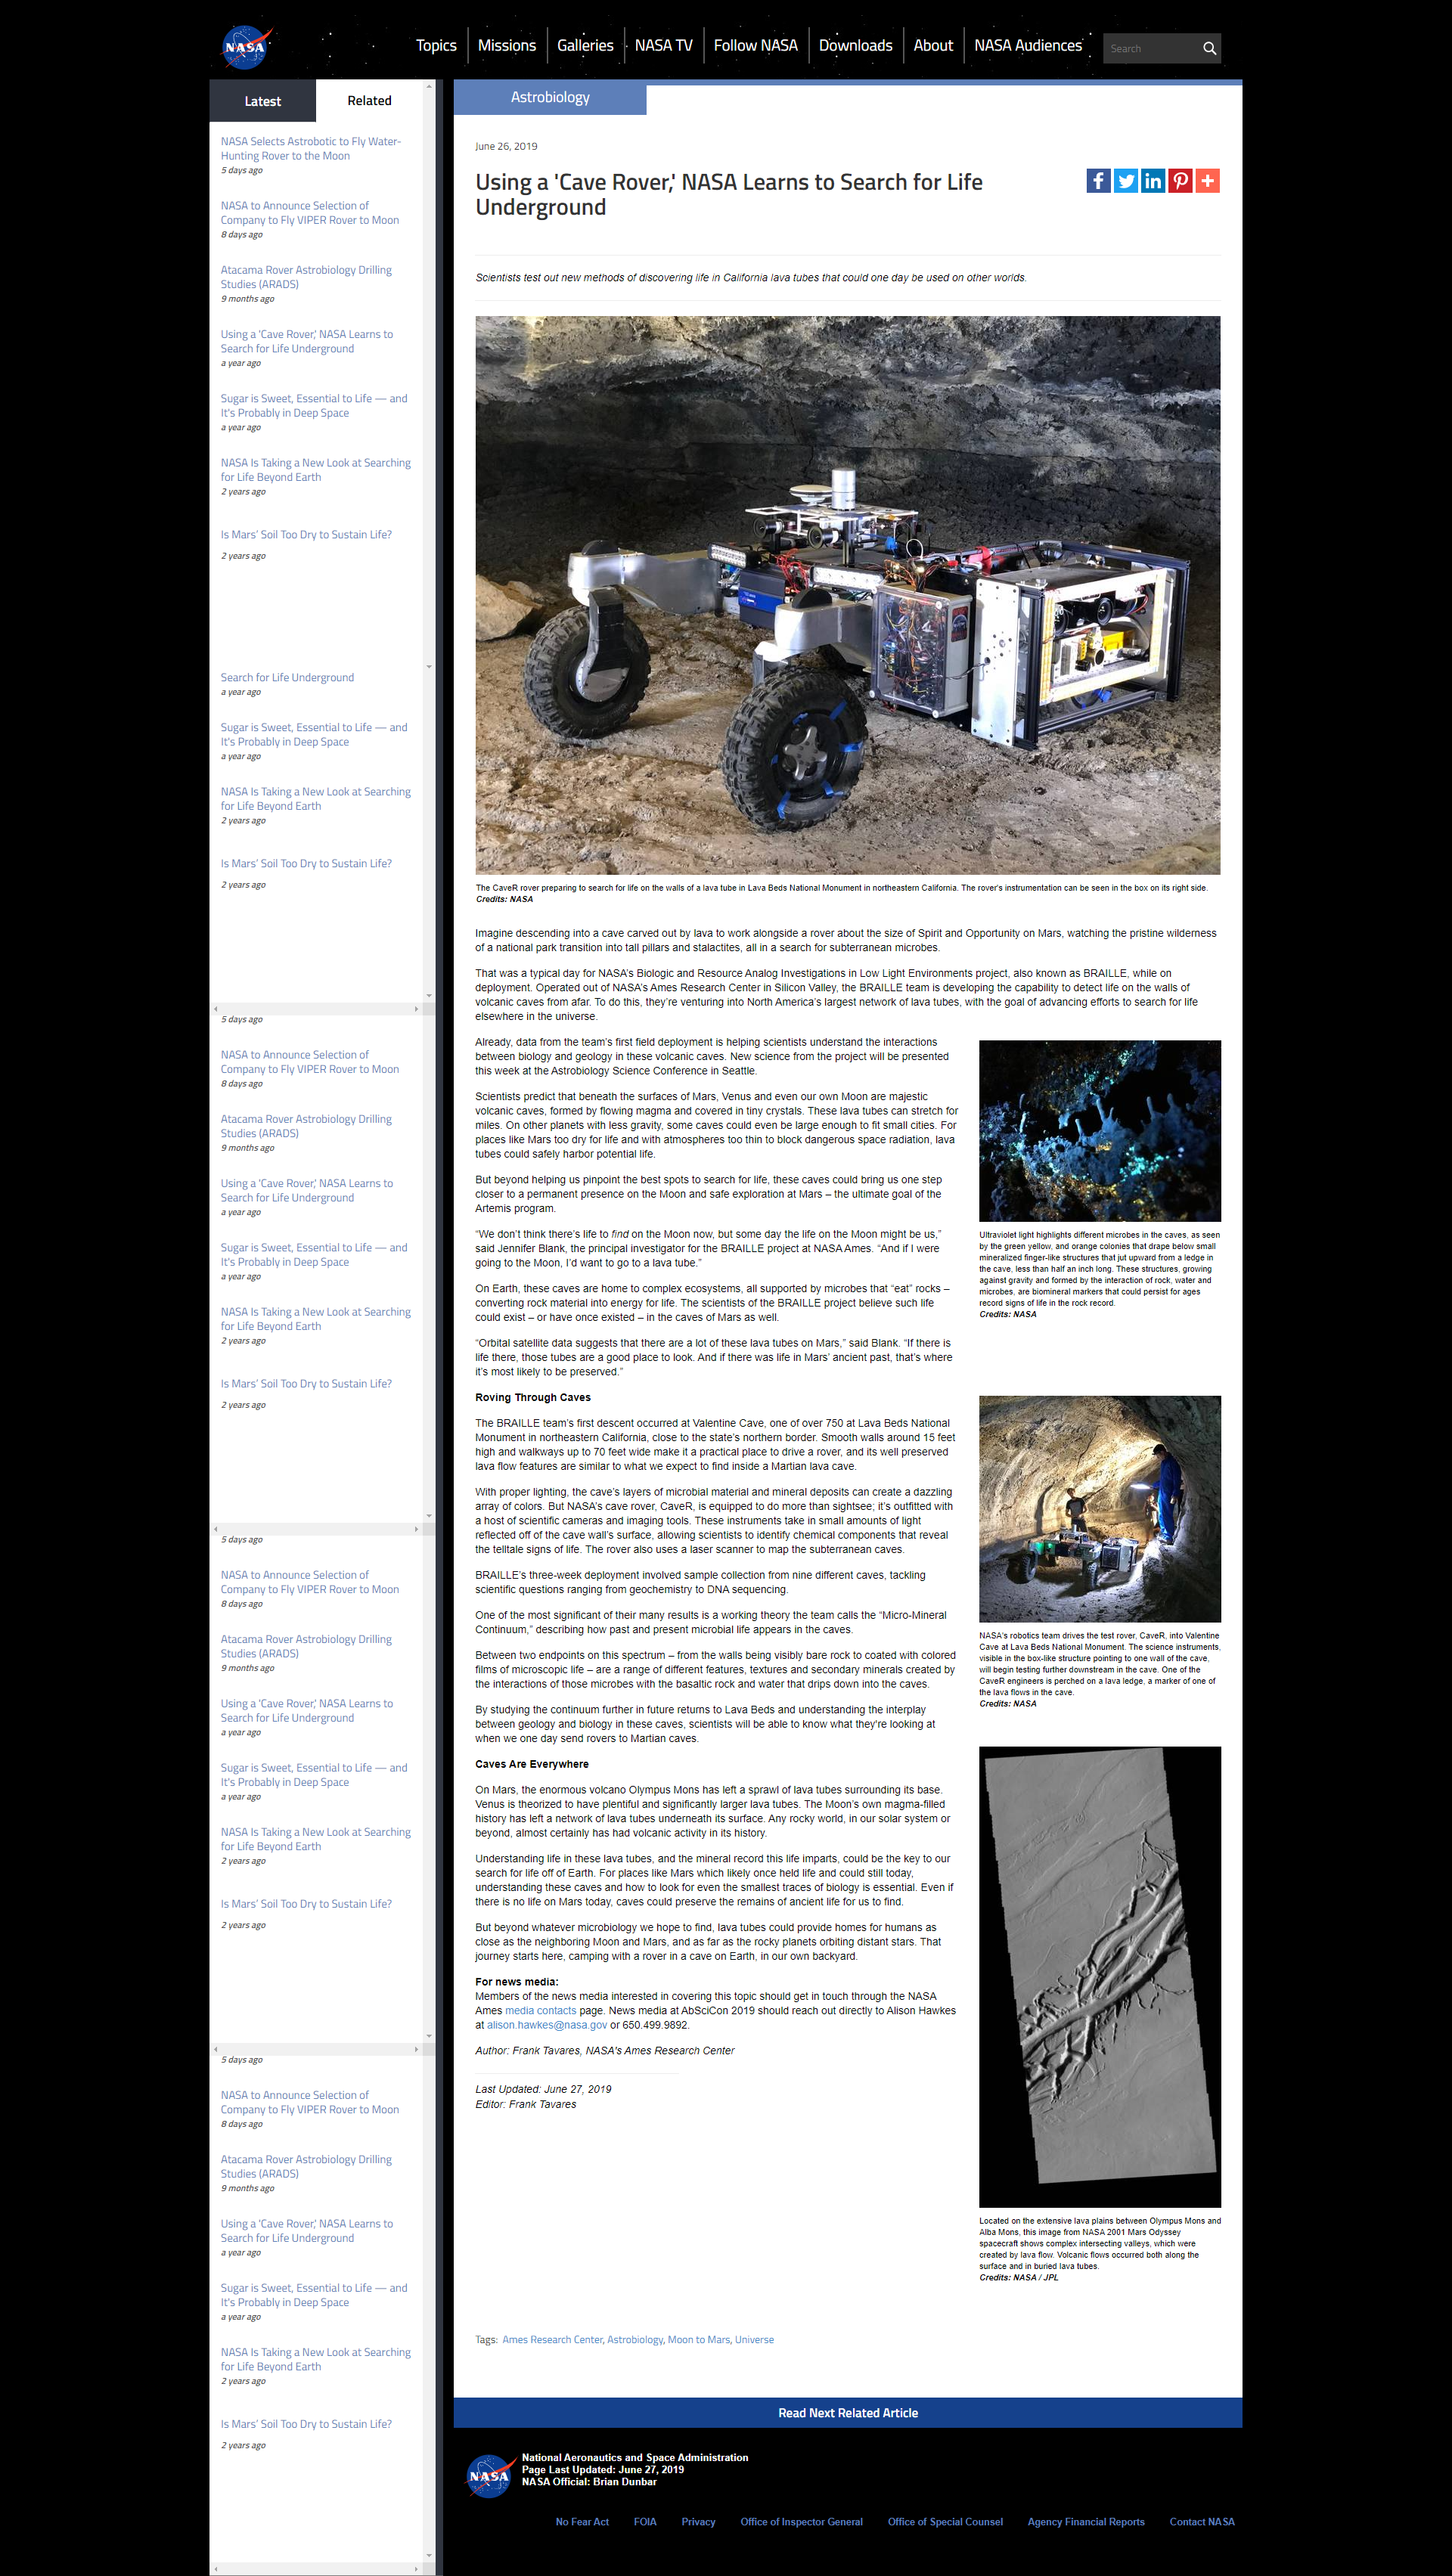 NASA
Topics
Missions
Galleries
NASA TV
Follow NASA
Downloads
About
NASA Audiences
Search
Latest
Related
NASA Selects Astrobotic to Fly Water-
Hunting Rover to the Moon
5 days ago
NASA to Announce Selection of
Company to Fly VIPER Rover to Moon
8 days ago
Atacama Rover Astrobiology Drilling
Studies (ARADS)
9 months ago
Using a 'Cave Rover,' NASA Learns to
Search for Life Underground
a year ago
Sugar is Sweet, Essential to Life — and
It's Probably in Deep Space
a year ago
NASA Is Taking a New Look at Searching
for Life Beyond Earth
2 years ago
Is Mars’ Soil Too Dry to Sustain Life?
2 years ago
Search for Life Underground
a year ago
Sugar is Sweet, Essential to Life — and
It's Probably in Deep Space
a year ago
NASA Is Taking a New Look at Searching
for Life Beyond Earth
2 years ago
Is Mars’ Soil Too Dry to Sustain Life?
2 years ago
5 days ago
NASA to Announce Selection of
Company to Fly VIPER Rover to Moon
8 days ago
Atacama Rover Astrobiology Drilling
Studies (ARADS)
9 months ago
Using a 'Cave Rover,' NASA Learns to
Search for Life Underground
a year ago
Sugar is Sweet, Essential to Life — and
It's Probably in Deep Space
a year ago
NASA Is Taking a New Look at Searching
for Life Beyond Earth
2 years ago
Is Mars’ Soil Too Dry to Sustain Life?
2 years ago
5 days ago
NASA to Announce Selection of
Company to Fly VIPER Rover to Moon
8 days ago
Atacama Rover Astrobiology Drilling
Studies (ARADS)
9 months ago
Using a 'Cave Rover,' NASA Learns to
Search for Life Underground
a year ago
Sugar is Sweet, Essential to Life — and
It's Probably in Deep Space
a year ago
NASA Is Taking a New Look at Searching
for Life Beyond Earth
2 years ago
Is Mars’ Soil Too Dry to Sustain Life?
2 years ago
5 days ago
NASA to Announce Selection of
Company to Fly VIPER Rover to Moon
8 days ago
Atacama Rover Astrobiology Drilling
Studies (ARADS)
9 months ago
Using a 'Cave Rover,' NASA Learns to
Search for Life Underground
a year ago
Sugar is Sweet, Essential to Life — and
It's Probably in Deep Space
a year ago
NASA Is Taking a New Look at Searching
for Life Beyond Earth
2 years ago
Is Mars’ Soil Too Dry to Sustain Life?
2 years ago
Astrobiology
June 26, 2019
Using a 'Cave Rover,' NASA Learns to Search for Life
Underground
Scientists test out new methods of discovering life in California lava tubes that could one day be used on other worlds.
The CaveR rover preparing to search for life on the walls of a lava tube in Lava Beds National Monument in northeastern California. The rover's instrumentation can be seen in the box on its right side.
Credits: NASA
Imagine descending into a cave carved out by lava to work alongside a rover about the size of Spirit and Opportunity on Mars, watching the pristine wilderness
of a national park transition into tall pillars and stalactites, all in a search for subterranean microbes.
That was a typical day for NASA’s Biologic and Resource Analog Investigations in Low Light Environments project, also known as BRAILLE, while on
deployment. Operated out of NASA’s Ames Research Center in Silicon Valley, the BRAILLE team is developing the capability to detect life on the walls of
volcanic caves from afar. To do this, they’re venturing into North America’s largest network of lava tubes, with the goal of advancing efforts to search for life
elsewhere in the universe.
Already, data from the team’s first field deployment is helping scientists understand the interactions
between biology and geology in these volcanic caves. New science from the project will be presented
this week at the Astrobiology Science Conference in Seattle.
Scientists predict that beneath the surfaces of Mars, Venus and even our own Moon are majestic
volcanic caves, formed by flowing magma and covered in tiny crystals. These lava tubes can stretch for
miles. On other planets with less gravity, some caves could even be large enough to fit small cities. For
places like Mars too dry for life and with atmospheres too thin to block dangerous space radiation, lava
tubes could safely harbor potential life.
But beyond helping us pinpoint the best spots to search for life, these caves could bring us one step
closer to a permanent presence on the Moon and safe exploration at Mars – the ultimate goal of the
Artemis program.
“We don’t think there’s life to find on the Moon now, but some day the life on the Moon might be us,”
said Jennifer Blank, the principal investigator for the BRAILLE project at NASA Ames. “And if I were
going to the Moon, I’d want to go to a lava tube.”
On Earth, these caves are home to complex ecosystems, all supported by microbes that “eat” rocks –
converting rock material into energy for life. The scientists of the BRAILLE project believe such life
could exist – or have once existed – in the caves of Mars as well.
“Orbital satellite data suggests that there are a lot of these lava tubes on Mars,” said Blank. “If there is
life there, those tubes are a good place to look. And if there was life in Mars’ ancient past, that’s where
it’s most likely to be preserved.”
Roving Through Caves
The BRAILLE team’s first descent occurred at Valentine Cave, one of over 750 at Lava Beds National
Monument in northeastern California, close to the state’s northern border. Smooth walls around 15 feet
high and walkways up to 70 feet wide make it a practical place to drive a rover, and its well preserved
lava flow features are similar to what we expect to find inside a Martian lava cave.
With proper lighting, the cave’s layers of microbial material and mineral deposits can create a dazzling
array of colors. But NASA’s cave rover, CaveR, is equipped to do more than sightsee; it’s outfitted with
a host of scientific cameras and imaging tools. These instruments take in small amounts of light
reflected off of the cave wall’s surface, allowing scientists to identify chemical components that reveal
the telltale signs of life. The rover also uses a laser scanner to map the subterranean caves.
BRAILLE’s three-week deployment involved sample collection from nine different caves, tackling
scientific questions ranging from geochemistry to DNA sequencing.
One of the most significant of their many results is a working theory the team calls the “Micro-Mineral
Continuum,” describing how past and present microbial life appears in the caves.
Between two endpoints on this spectrum – from the walls being visibly bare rock to coated with colored
films of microscopic life – are a range of different features, textures and secondary minerals created by
the interactions of those microbes with the basaltic rock and water that drips down into the caves.
By studying the continuum further in future returns to Lava Beds and understanding the interplay
between geology and biology in these caves, scientists will be able to know what they're looking at
when we one day send rovers to Martian caves.
Caves Are Everywhere
On Mars, the enormous volcano Olympus Mons has left a sprawl of lava tubes surrounding its base.
Venus is theorized to have plentiful and significantly larger lava tubes. The Moon’s own magma-filled
history has left a network of lava tubes underneath its surface. Any rocky world, in our solar system or
beyond, almost certainly has had volcanic activity in its history.
Understanding life in these lava tubes, and the mineral record this life imparts, could be the key to our
search for life off of Earth. For places like Mars which likely once held life and could still today,
understanding these caves and how to look for even the smallest traces of biology is essential. Even if
there is no life on Mars today, caves could preserve the remains of ancient life for us to find.
But beyond whatever microbiology we hope to find, lava tubes could provide homes for humans as
close as the neighboring Moon and Mars, and as far as the rocky planets orbiting distant stars. That
journey starts here, camping with a rover in a cave on Earth, in our own backyard.
For news media:
Members of the news media interested in covering this topic should get in touch through the NASA
Ames media contacts page. News media at AbSciCon 2019 should reach out directly to Alison Hawkes
at alison.hawkes@nasa.gov or 650.499.9892.
Author: Frank Tavares, NASA's Ames Research Center
Last Updated: June 27, 2019
Editor: Frank Tavares
Ultraviolet light highlights different microbes in the caves, as seen
by the green yellow, and orange colonies that drape below small
mineralized finger-like structures that jut upward from a ledge in
the cave, less than half an inch long. These structures, growing
against gravity and formed by the interaction of rock, water and
microbes, are biomineral markers that could persist for ages
record signs of life in the rock record.
Credits: NASA
NASA's robotics team drives the test rover, CaveR, into Valentine
Cave at Lava Beds National Monument. The science instruments,
visible in the box-like structure pointing to one wall of the cave,
will begin testing further downstream in the cave. One of the
CaveR engineers is perched on a lava ledge, a marker of one of
the lava flows in the cave.
Credits: NASA
Located on the extensive lava plains between Olympus Mons and
Alba Mons, this image from NASA 2001 Mars Odyssey
spacecraft shows complex intersecting valleys, which were
created by lava flow. Volcanic flows occurred both along the
surface and in buried lava tubes.
Credits: NASA / JPL
Tags: Ames Research Center, Astrobiology, Moon to Mars, Universe
Read Next Related Article
NASA
National Aeronautics and Space Administration
Page Last Updated: June 27, 2019
NASA Official: Brian Dunbar
No Fear Act
FOIA
Privacy
Office of Inspector General
Office of Special Counsel
Agency Financial Reports
Contact NASA